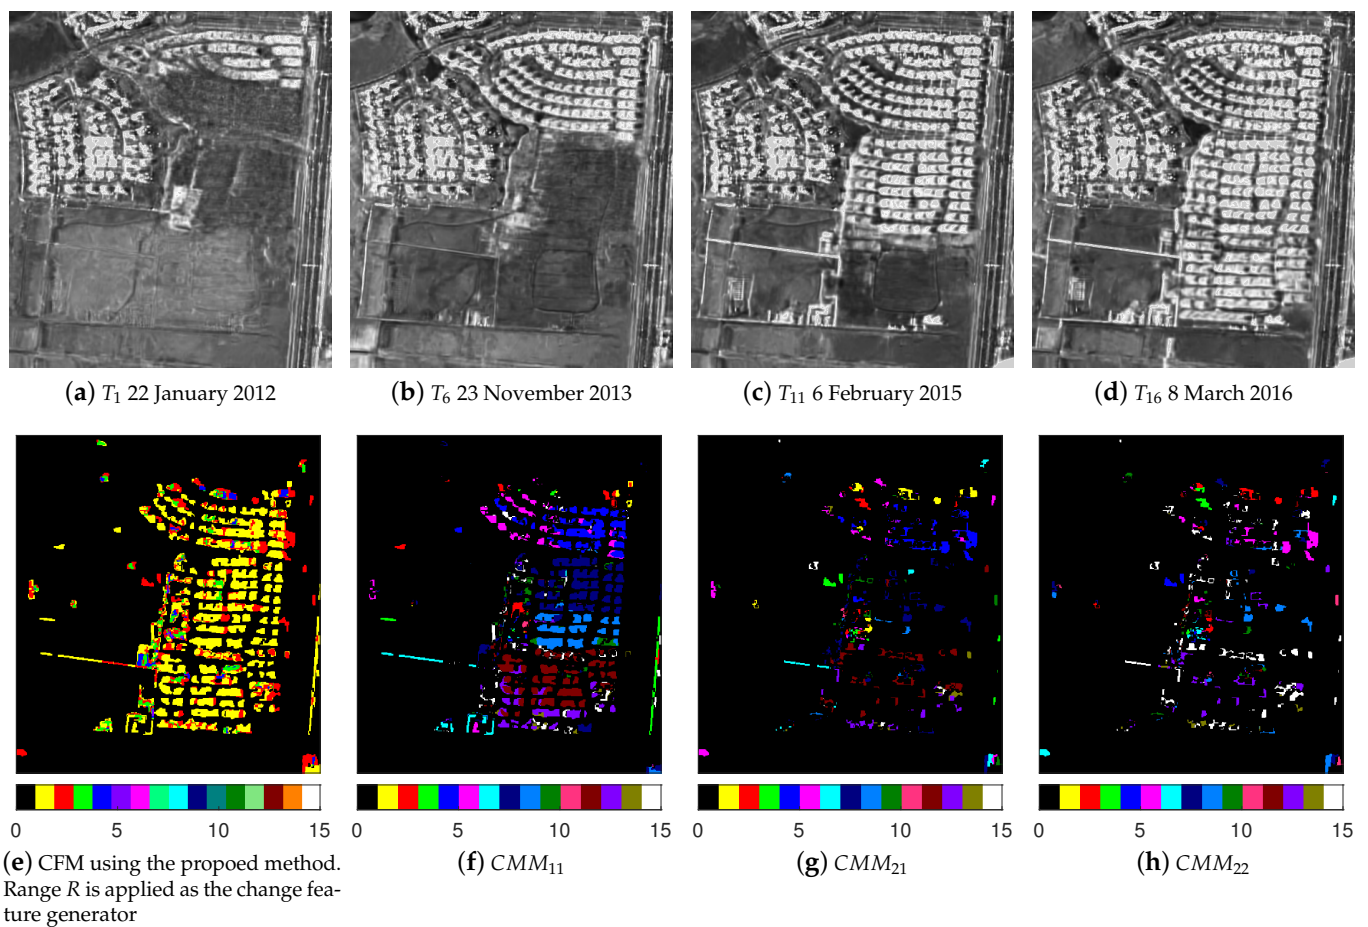 (a) T1 22 January 2012
(b) T6 23 November 2013
(c) T11 6 February 2015
(d) T16 8 March 2016
0 5 10 15
0 5 10 15
0 5 10 15
0 5 10 15
(e) CFM using the propoed method.
Range R is applied as the change fea-
ture generator
(f) CMM11
(g) CMM21
(h) CMM22